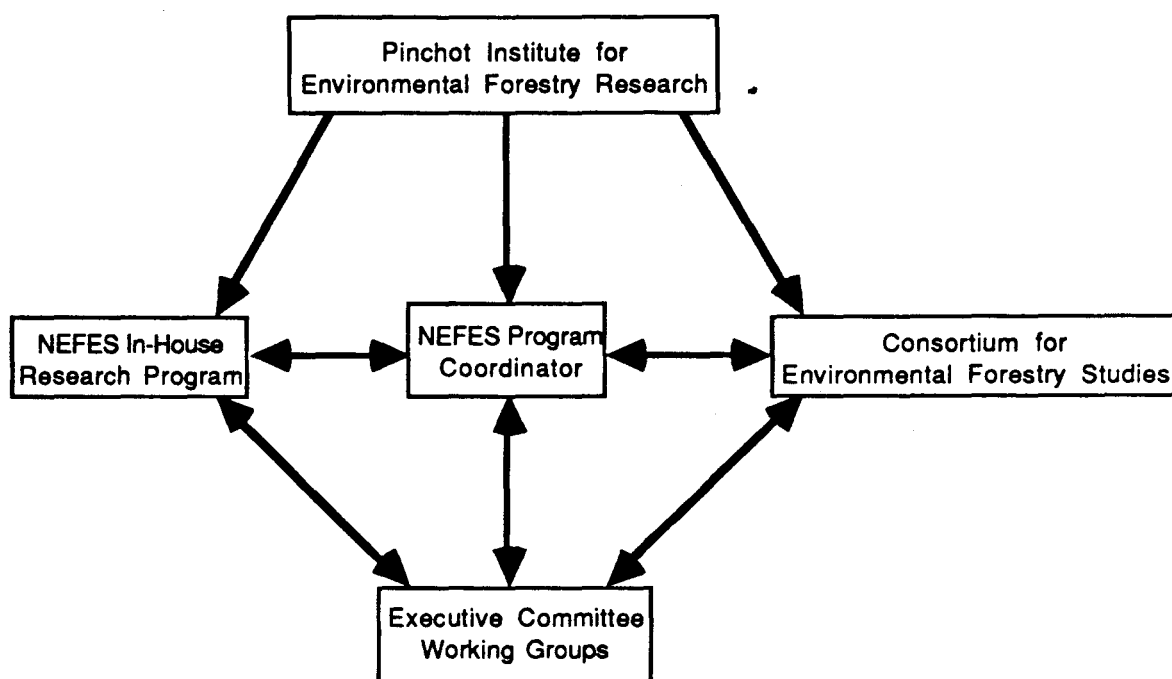 Pinchot Institute for
Environmental Forestry Research
NEFES In-House
Research Program
NEFES Program
Coordinator
Consortium for
Environmental Forestry Studies
Executive Committee
Working Groups